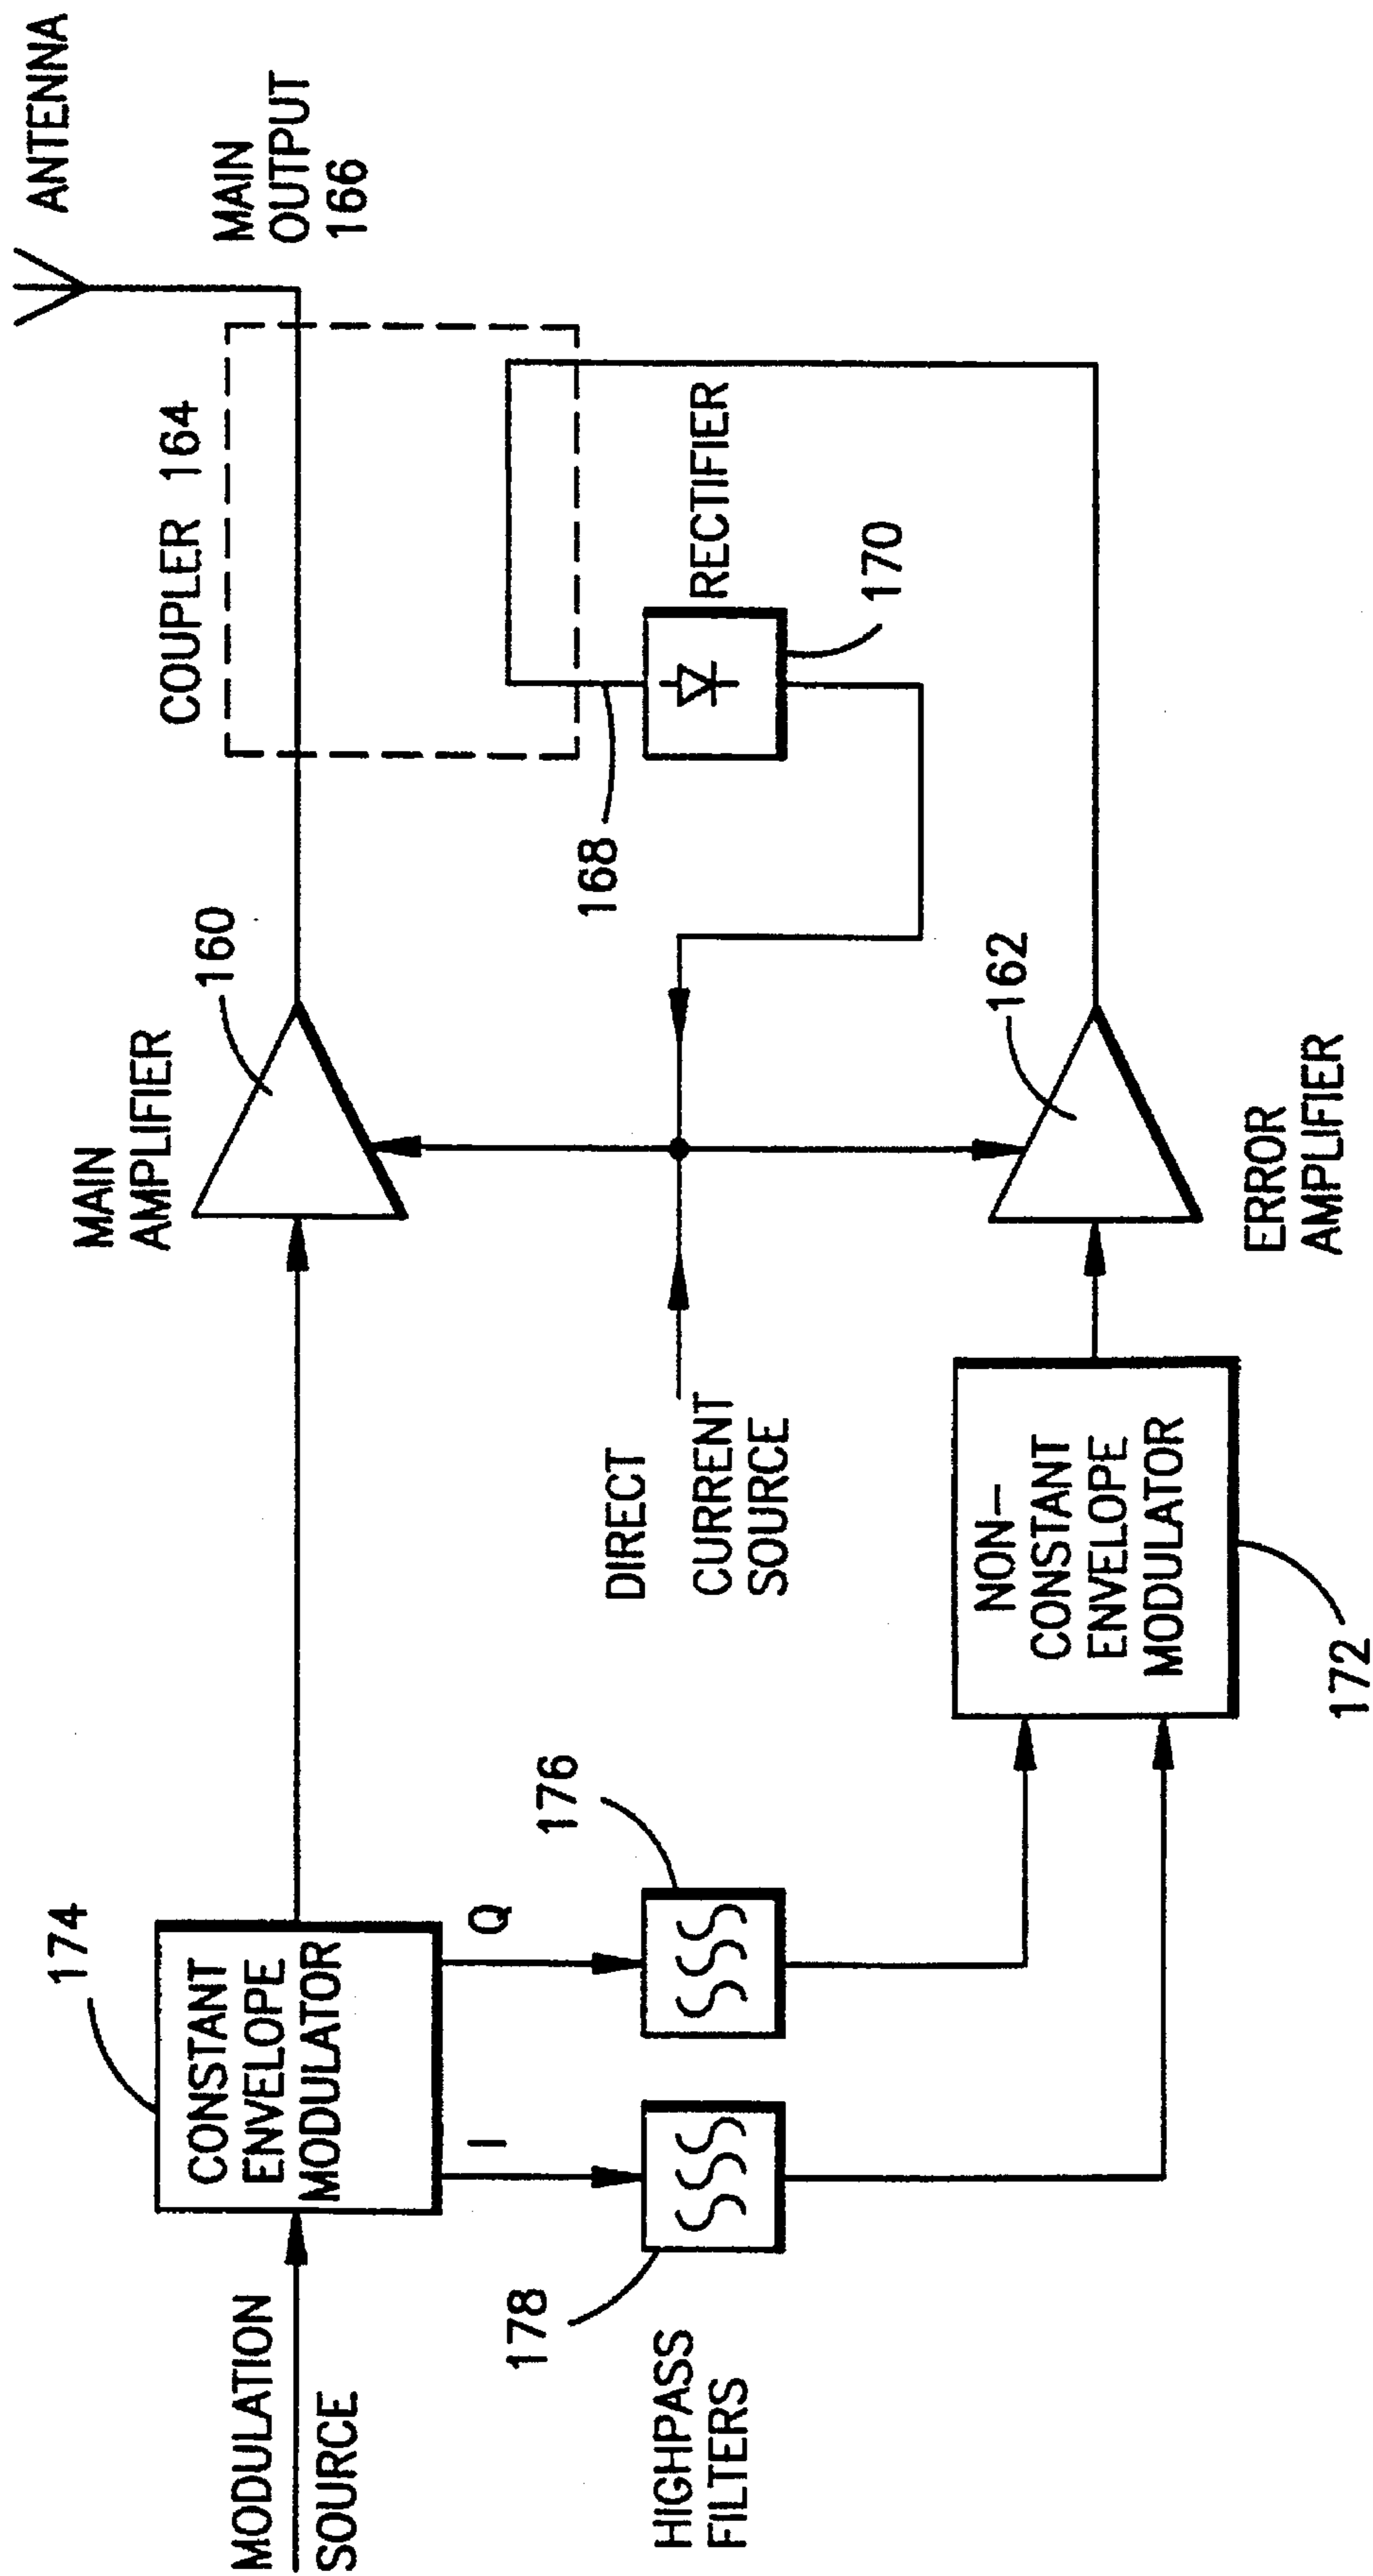 ANTENNA
MAIN
OUTPUT
166
COUPLER 164
RECTIFIER
170
168
160
MAIN
AMPLIFIER
162
ERROR
AMPLIFIER
DIRECT
CURRENT
SOURCE
NON-
CONSTANT
ENVELOPE
MODULATOR
172
174
CONSTANT
ENVELOPE
MODULATOR
Q
I
176
178
HIGHPASS
FILTERS
MODULATION
SOURCE